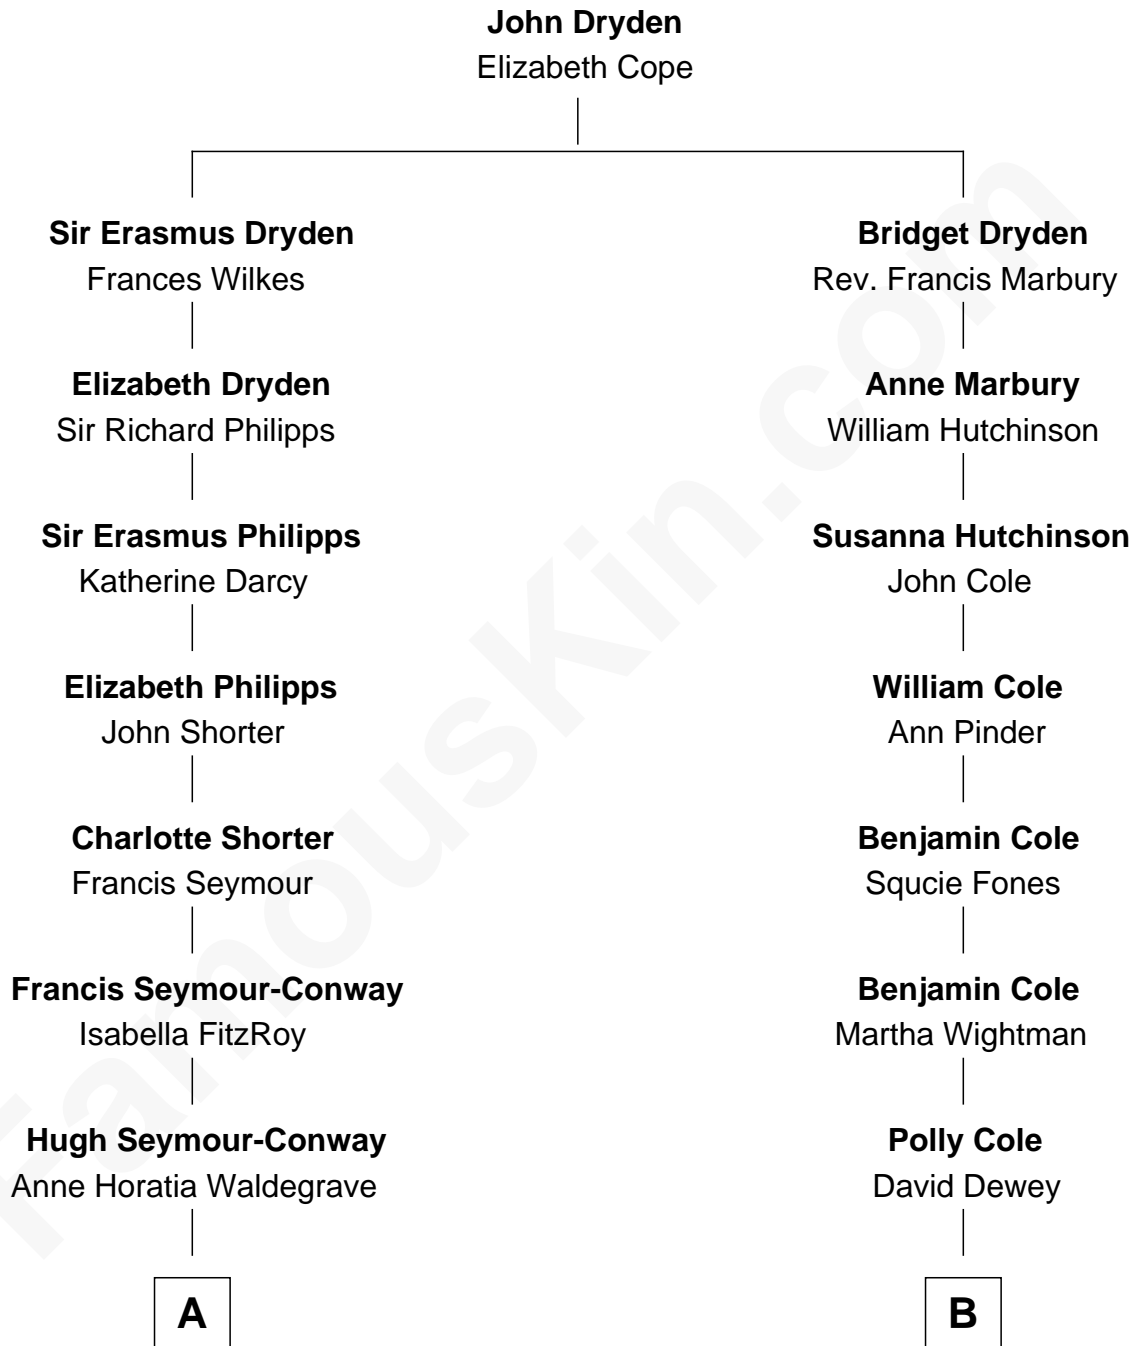 John Dryden
Elizabeth Cope
Sir Erasmus Dryden
Frances Wilkes
Bridget Dryden
Rev. Francis Marbury
Elizabeth Dryden
Sir Richard Philipps
Anne Marbury
William Hutchinson
Sir Erasmus Philipps
Katherine Darcy
Susanna Hutchinson
John Cole
Elizabeth Philipps
John Shorter
William Cole
Ann Pinder
Charlotte Shorter
Francis Seymour
Benjamin Cole
Squcie Fones
Francis Seymour-Conway
Isabella FitzRoy
Benjamin Cole
Martha Wightman
Hugh Seymour-Conway
Anne Horatia Waldegrave
Polly Cole
David Dewey
A
B
FamousKin.com